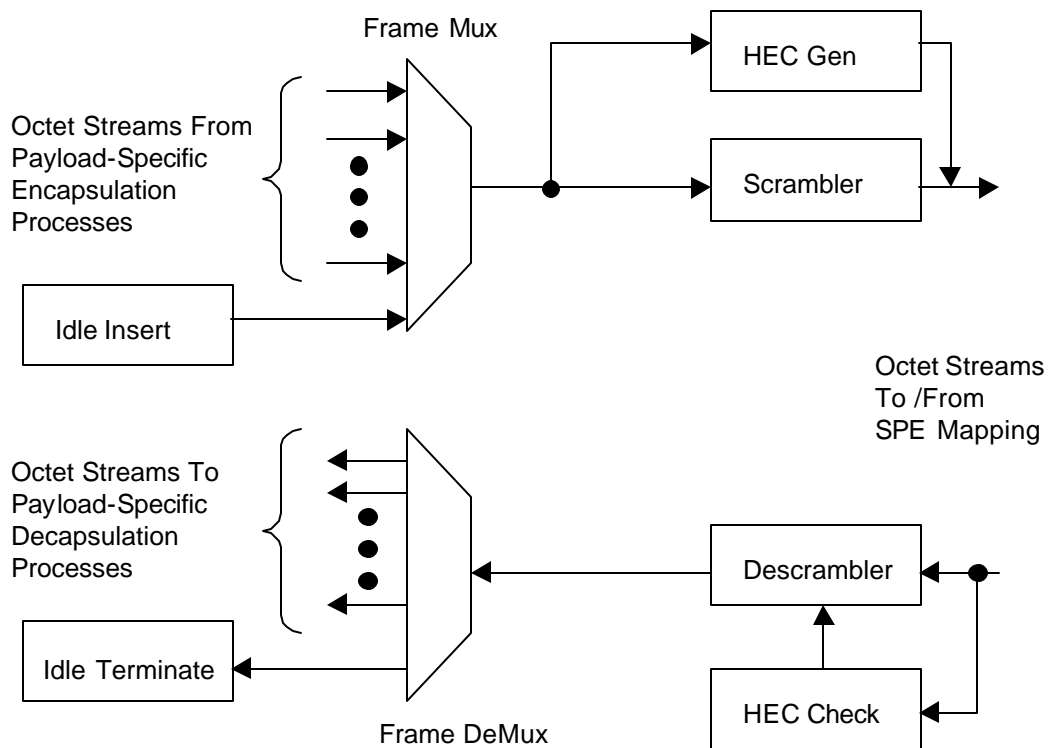 Frame Mux
HEC Gen
Octet Streams From
Payload-Specific
Encapsulation
Processes
Scrambler
Idle Insert
Octet Streams
To /From
SPE Mapping
Octet Streams To
Payload-Specific
Decapsulation
Processes
Descrambler
Idle Terminate
HEC Check
Frame DeMux